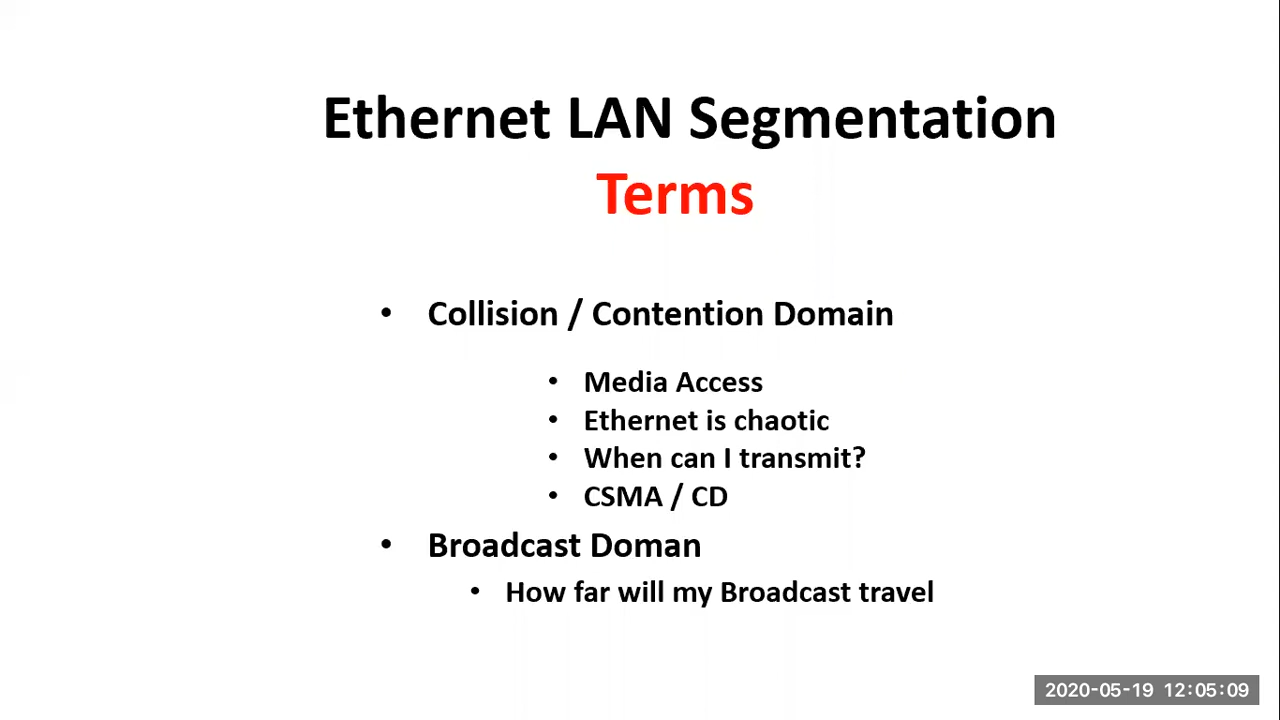 Ethernet LAN Segmentation
Terms
• Collision / Contention Domain
• Media Access
• Ethernet is chaotic
• When can I transmit?
• CSMA / CD
• Broadcast Doman
• How far will my Broadcast travel
2020-05-19 12:05:09